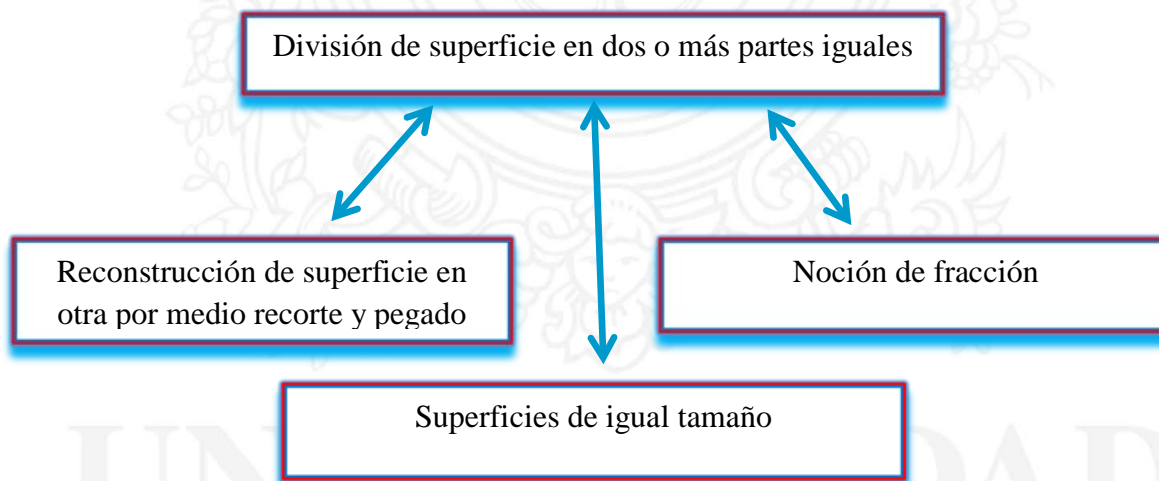 División de superficie en dos o más partes iguales
Reconstrucción de superficie en
otra por medio recorte y pegado
Noción de fracción
Superficies de igual tamaño